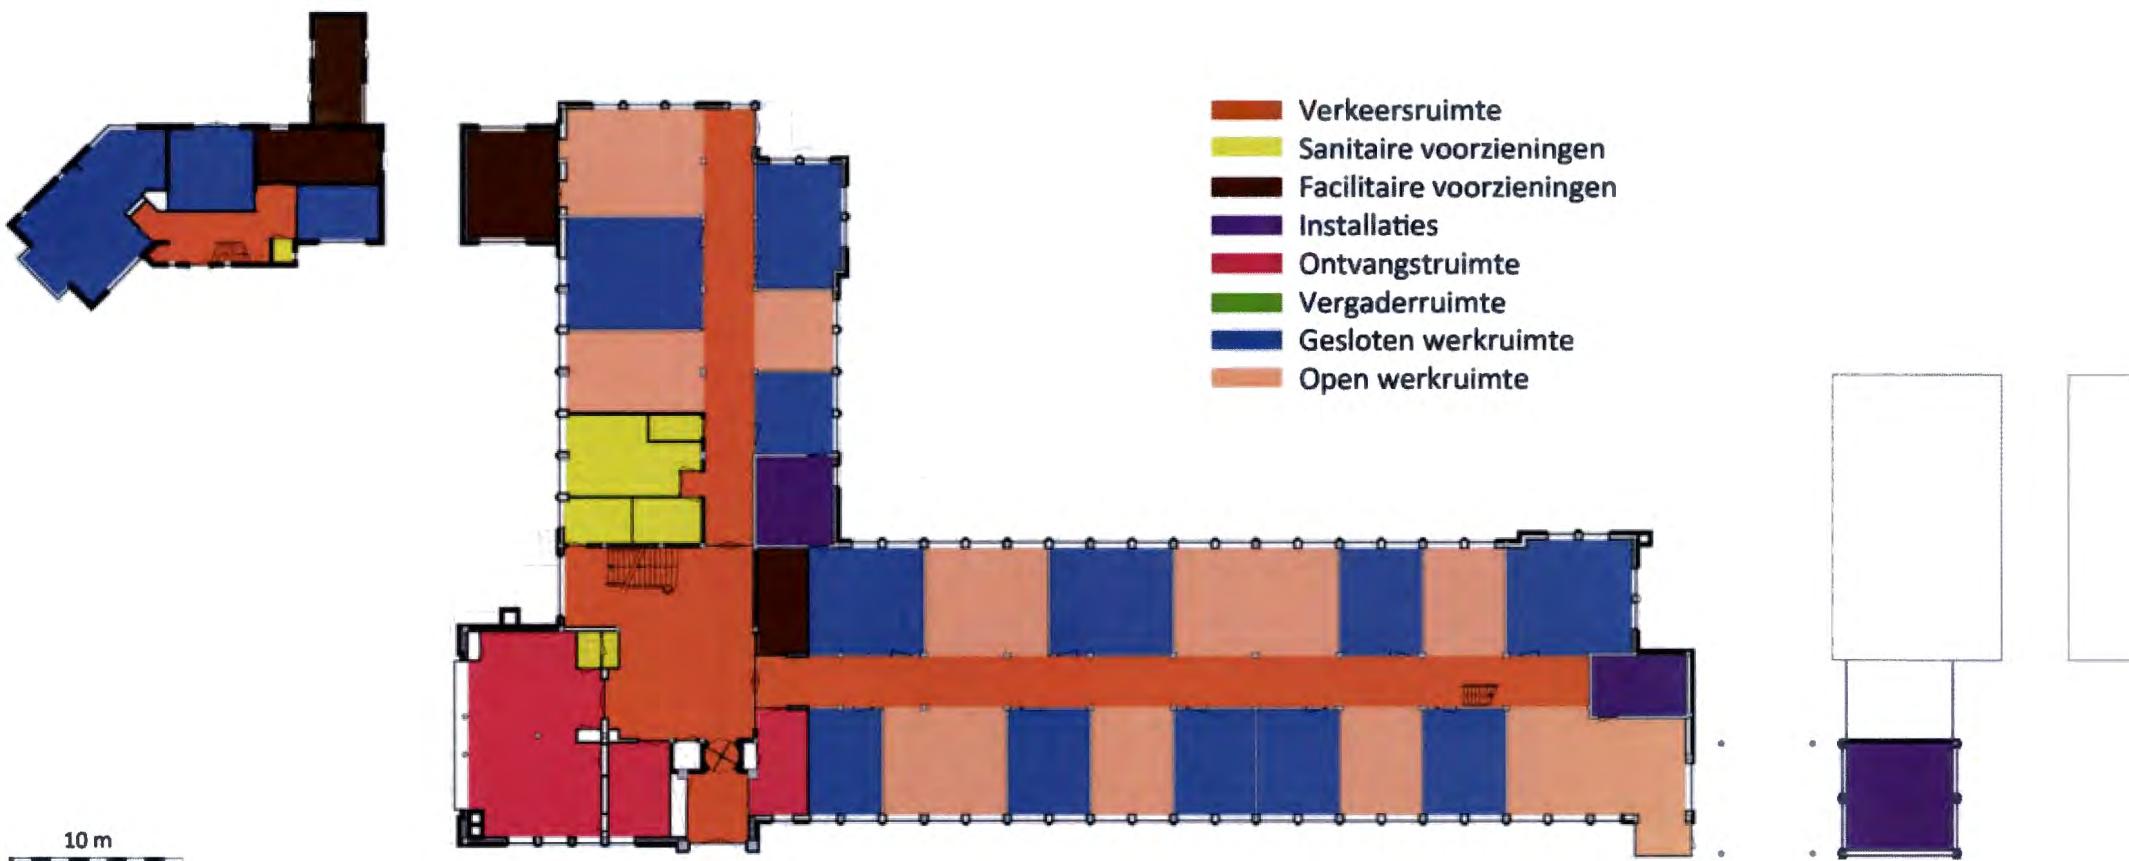 Verkeersruimte
Sanitaire voorzieningen
Facilitaire voorzieningen
Installaties
Ontvangstruimte
Vergaderruimte
Gesloten werkruimte
Open werkruimte
10 m